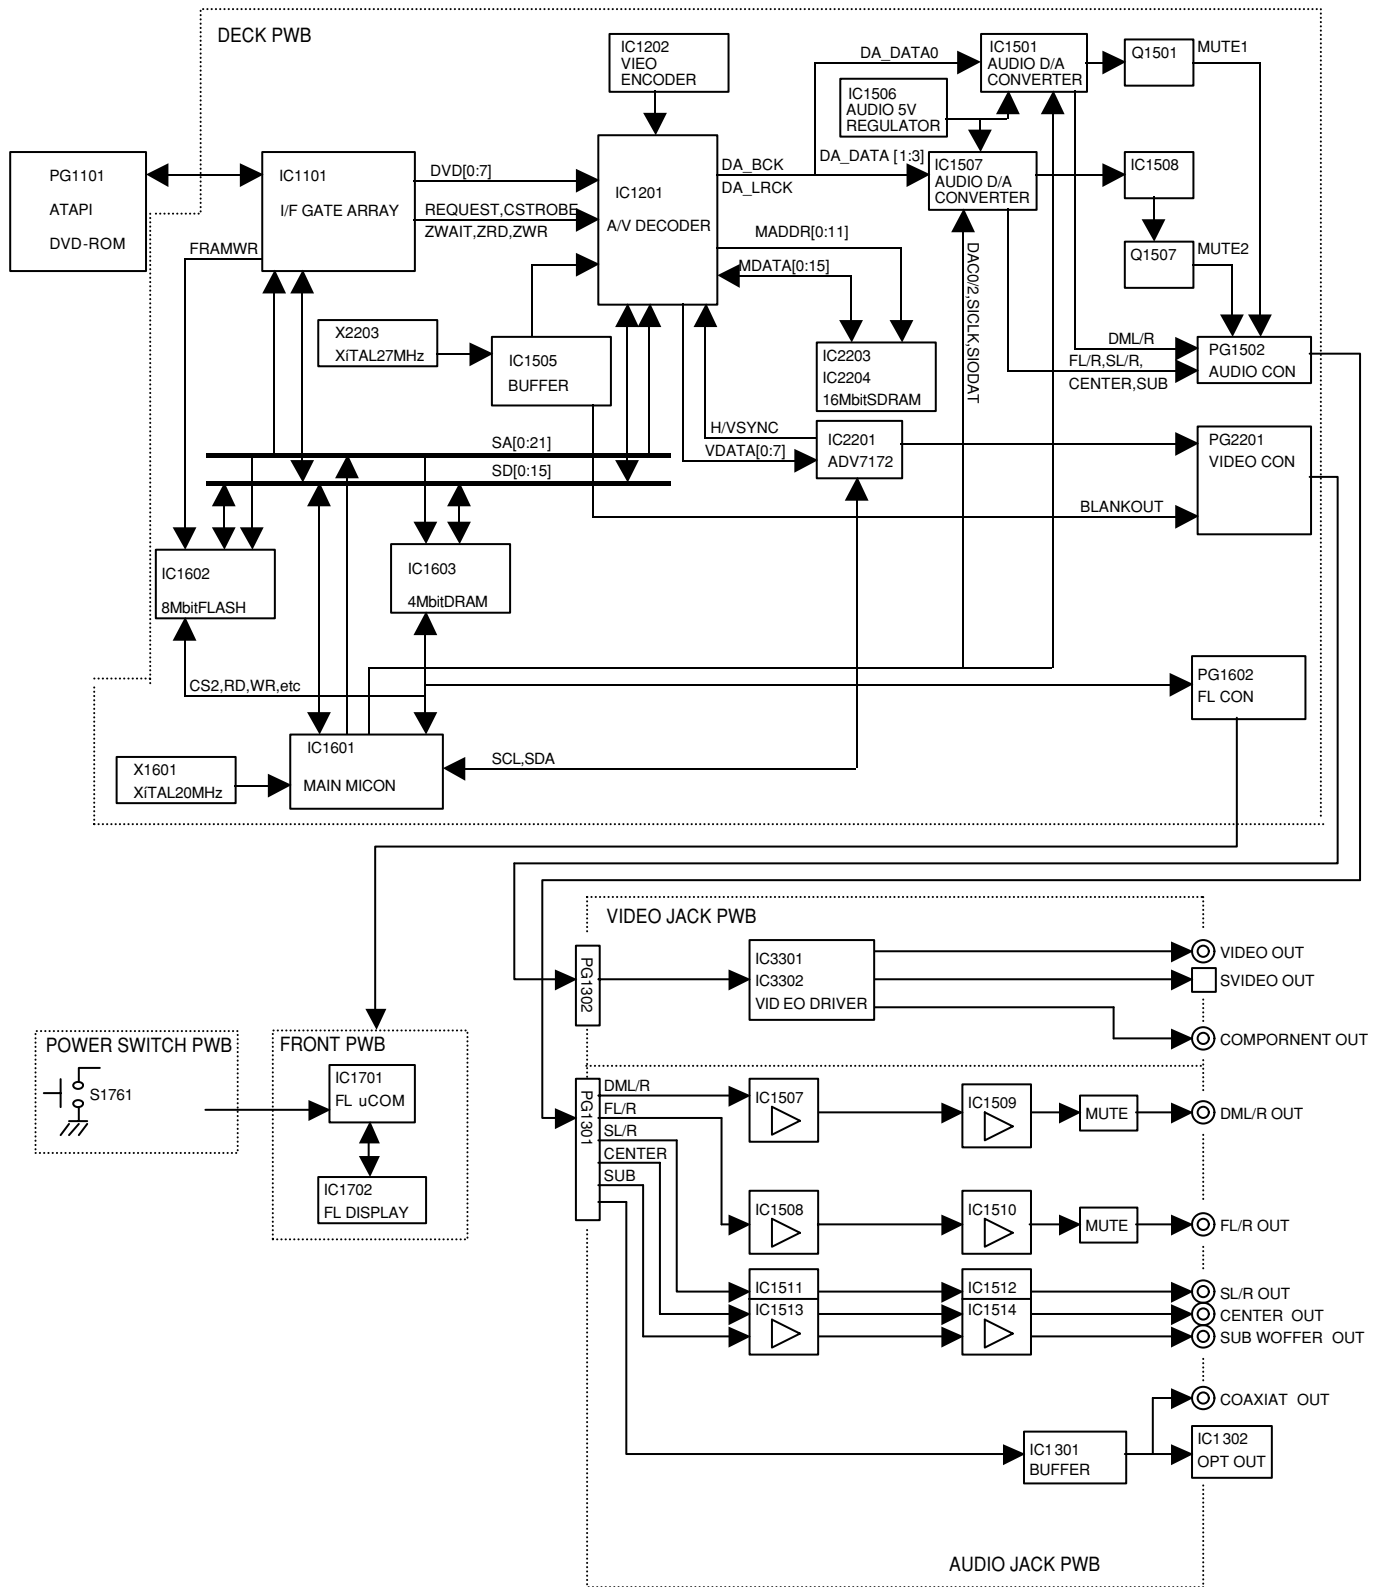 DECK PWB
IC1202
VIEO
ENCODER
DA_DATA0
IC1501
AUDIO D/A
CONVERTER
Q1501
MUTE1
IC1506
AUDIO 5V
REGULATOR
PG1101
ATAPI
DVD-ROM
IC1101
I/F GATE ARRAY
DVD[0:7]
REQUEST,CSTROBE
ZWAIT,ZRD,ZWR
IC1201
A/V DECODER
DA_BCK
DA_LRCK
DA_DATA [1:3]
IC1507
AUDIO D/A
CONVERTER
IC1508
Q1507
MUTE2
FRAMWR
MADDR[0:11]
MDATA[0:15]
DAC0/2,SICLK,SIODAT
X2203
XíTAL27MHz
IC1505
BUFFER
IC2203
IC2204
16MbitSDRAM
DML/R
FL/R,SL/R,
CENTER,SUB
PG1502
AUDIO CON
SA[0:21]
SD[0:15]
H/VSYNC
VDATA[0:7]
IC2201
ADV7172
PG2201
VIDEO CON
BLANKOUT
IC1602
8MbitFLASH
IC1603
4MbitDRAM
CS2,RD,WR,etc
PG1602
FL CON
IC1601
MAIN MICON
SCL,SDA
X1601
XíTAL20MHz
VIDEO JACK PWB
PG1302
IC3301
IC3302
VID EO DRIVER
VIDEO OUT
SVIDEO OUT
COMPORNENT OUT
POWER SWITCH PWB
S1761
FRONT PWB
IC1701
FL uCOM
IC1702
FL DISPLAY
PG1301
DML/R
FL/R
SL/R
CENTER
SUB
IC1507
IC1509
MUTE
DML/R OUT
IC1508
IC1510
MUTE
FL/R OUT
IC1511
IC1512
SL/R OUT
IC1513
IC1514
CENTER OUT
SUB WOFFER OUT
COAXIAT OUT
IC1301
BUFFER
IC1302
OPT OUT
AUDIO JACK PWB